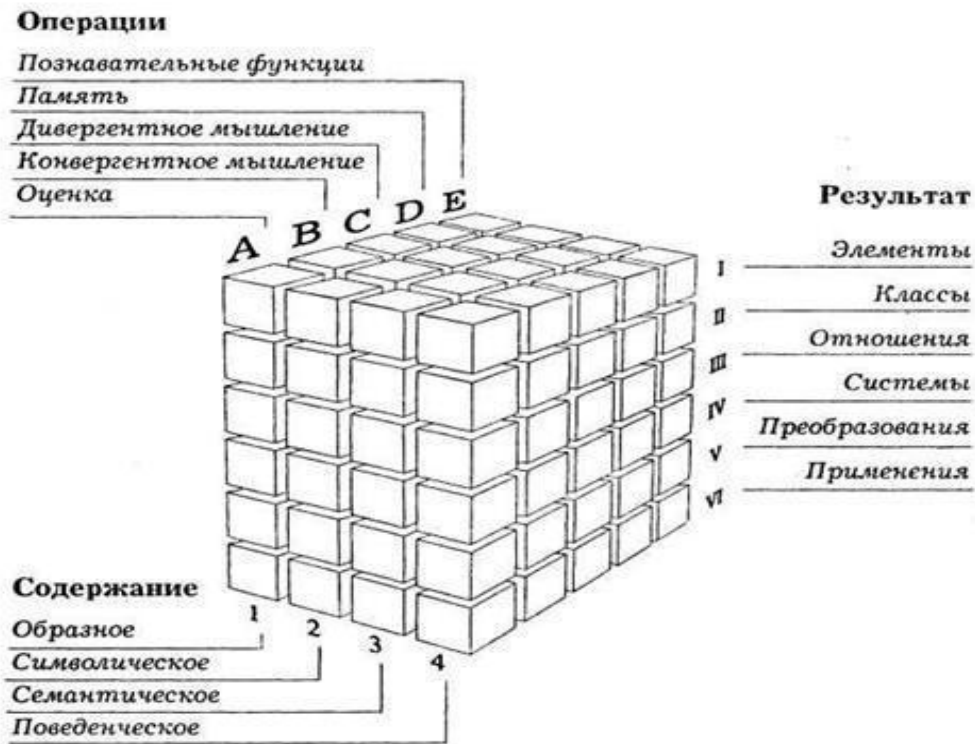 Операции
Познавательные функции
Память
Дивергентное мышление
Конвергентное мышление
Оценка
A B C D E
Результат
I Элементы
II Классы
III Отношения
IV Системы
V Преобразования
VI Применения
Содержание
Образное
Символическое
Семантическое
Поведенческое
1 2 3 4